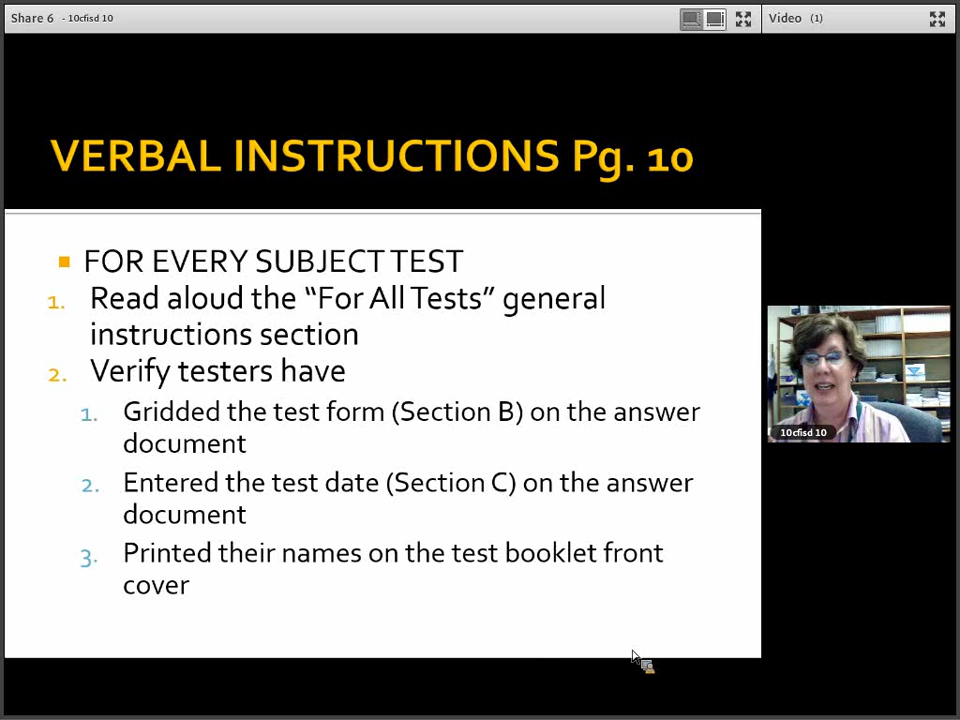 Share 6 - 10cfisd 10
Video (1)
VERBAL INSTRUCTIONS Pg. 10
FOR EVERY SUBJECT TEST
1. Read aloud the “For All Tests” general
instructions section
2. Verify testers have
1. Gridded the test form (Section B) on the answer
document
2. Entered the test date (Section C) on the answer
document
3. Printed their names on the test booklet front
cover
10cfisd 10